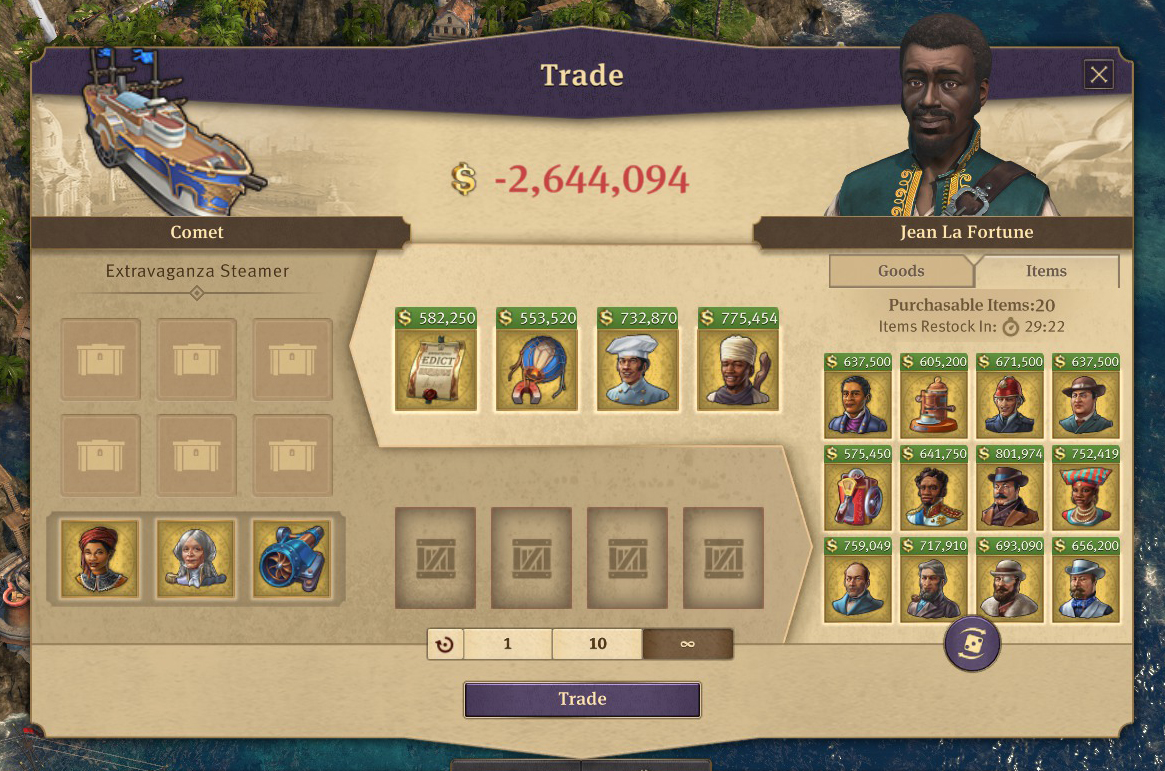 Trade
$ -2,644,094
Comet
Jean La Fortune
Extravaganza Steamer
Goods
Items
Purchasable Items:20
Items Restock In: 29:22
$ 582,250
$ 553,520
$ 732,870
$ 775,454
EDICT
$ 637,500
$ 605,200
$ 671,500
$ 637,500
$ 575,450
$ 641,750
$ 801,974
$ 752,419
$ 759,049
$ 717,910
$ 693,090
$ 656,200
1
10
∞
Trade